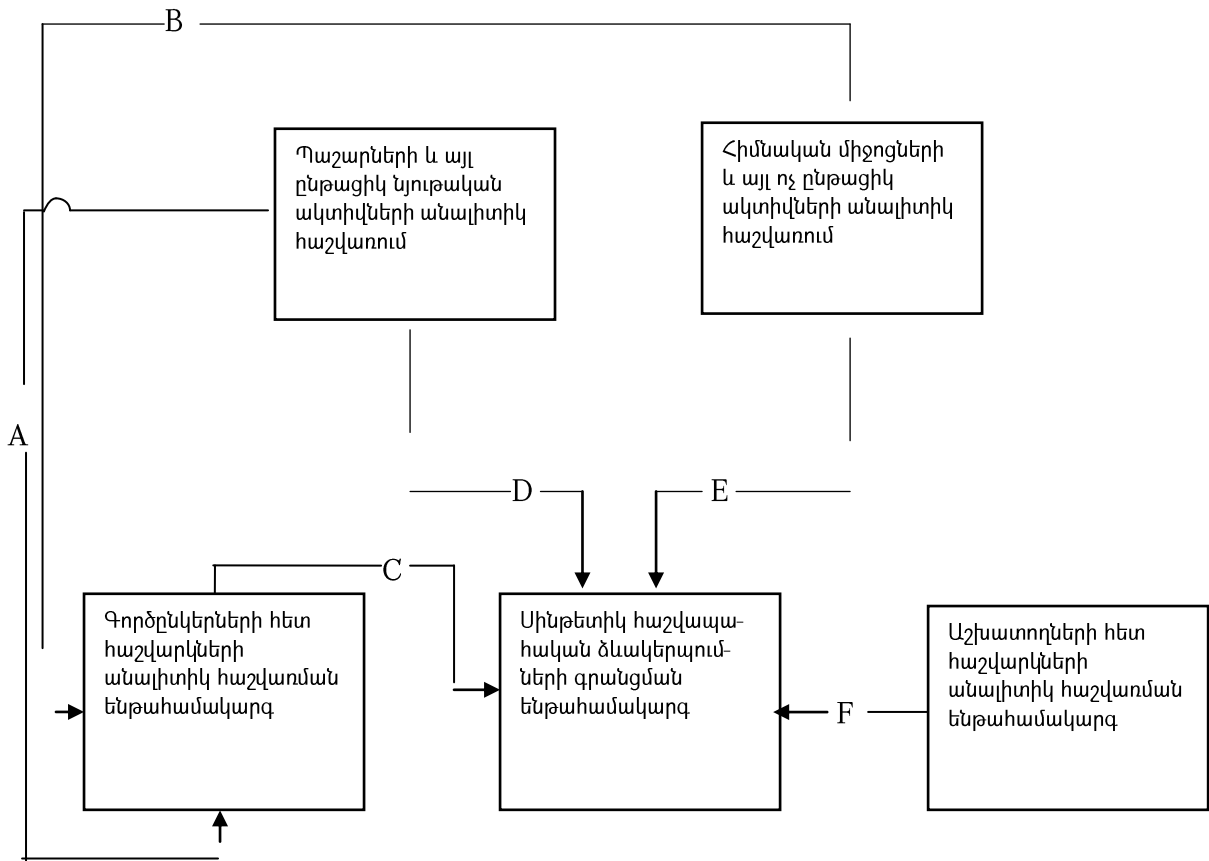 B
Պաշարների և այլ
ընթացիկ նյութական
ակտիվների անալիտիկ
հաշվառում
Հիմնական միջոցների
և այլ ոչ ընթացիկ
ակտիվների անալիտիկ
հաշվառում
A
D
E
C
Գործընկերների հետ
հաշվարկների
անալիտիկ հաշվառման
ենթահամակարգ
Սինթետիկ հաշվապա-
հական ձևակերպում-
ների գրանցման
ենթահամակարգ
Աշխատողների հետ
հաշվարկների
անալիտիկ հաշվառման
ենթահամակարգ
F